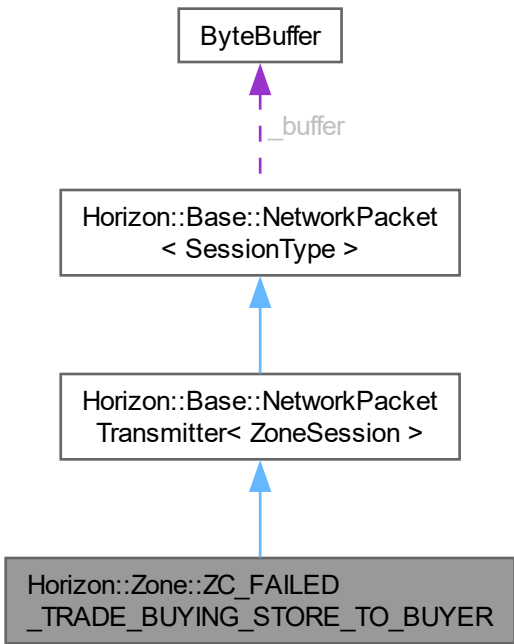 ByteBuffer
_buffer
Horizon::Base::NetworkPacket
< SessionType >
Horizon::Base::NetworkPacket
Transmitter< ZoneSession >
Horizon::Zone::ZC_FAILED
_TRADE_BUYING_STORE_TO_BUYER